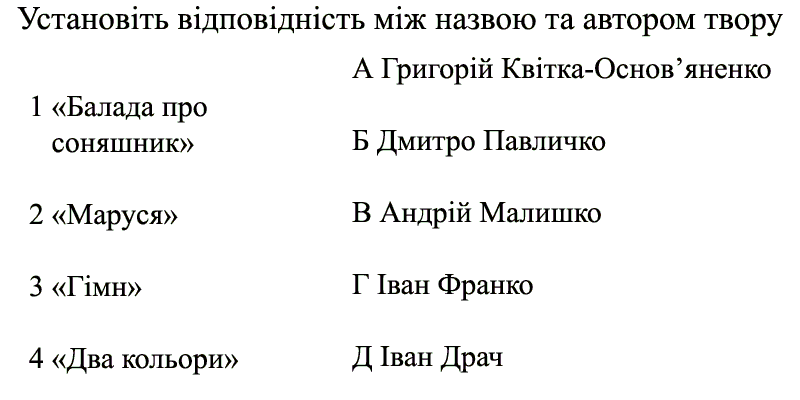 Установіть відповідність між назвою та автором твору
1 «Балада про
соняшник»
2 «Маруся»
3 «Гімн»
4 «Два кольори»
А Григорій Квітка-Основ’яненко
Б Дмитро Павличко
В Андрій Малишко
Г Іван Франко
Д Іван Драч